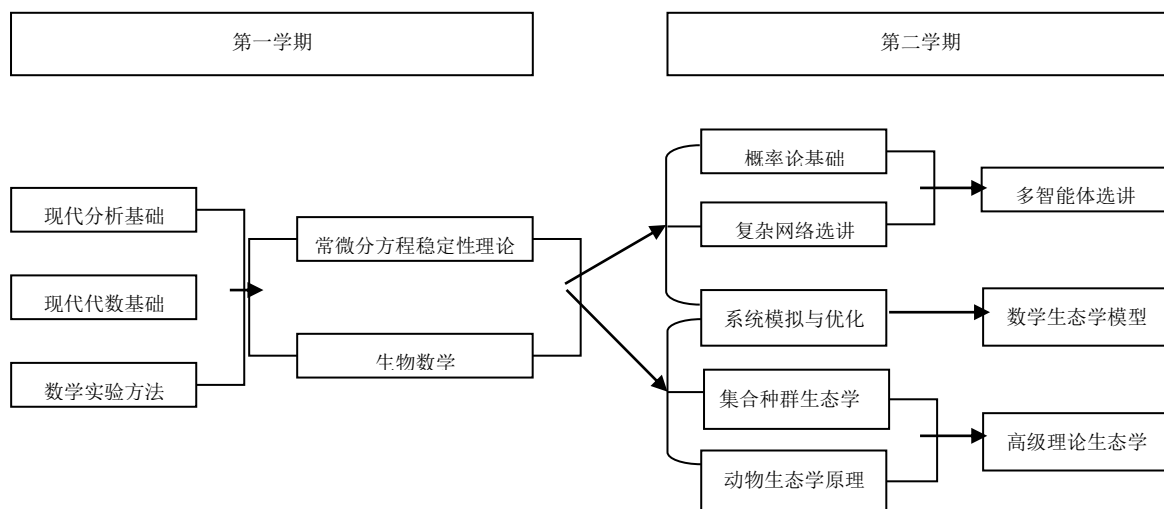 第一学期
第二学期
现代分析基础
现代代数基础
数学实验方法
常微分方程稳定性理论
生物数学
概率论基础
复杂网络选讲
系统模拟与优化
集合种群生态学
动物生态学原理
多智能体选讲
数学生态学模型
高级理论生态学